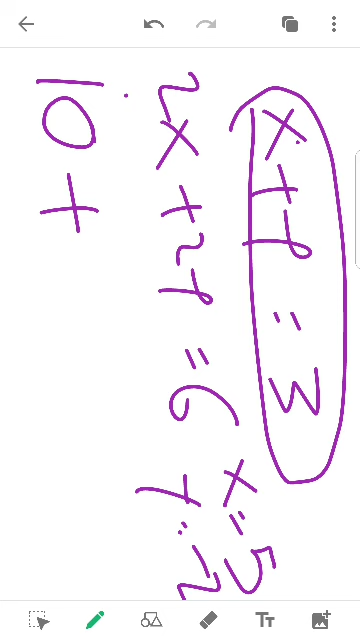 x + y = 3
2x + 2y = 6
x = 5
y = -2
10 +